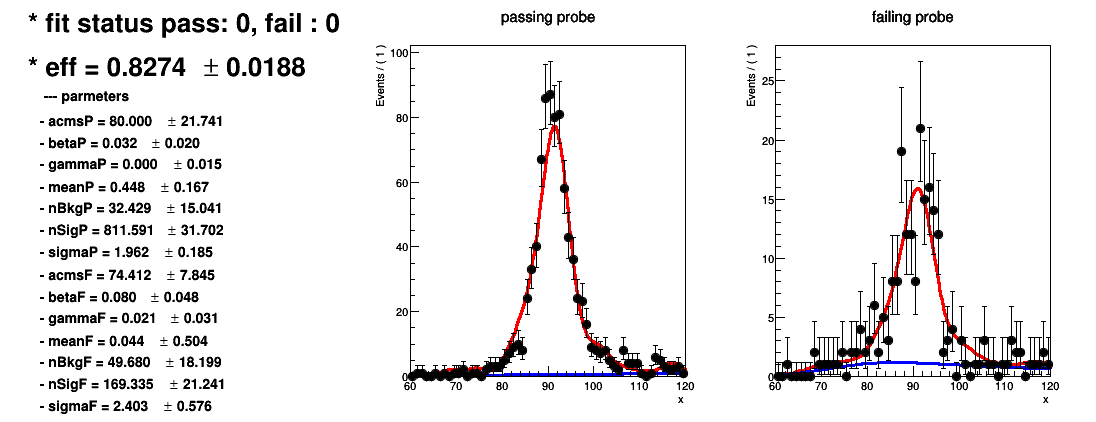 * fit status pass: 0, fail : 0
* eff = 0.8274 ± 0.0188
--- parmeters
- acmsP = 80.000 ± 21.741
- betaP = 0.032 ± 0.020
- gammaP = 0.000 ± 0.015
- meanP = 0.448 ± 0.167
- nBkgP = 32.429 ± 15.041
- nSigP = 811.591 ± 31.702
- sigmaP = 1.962 ± 0.185
- acmsF = 74.412 ± 7.845
- betaF = 0.080 ± 0.048
- gammaF = 0.021 ± 0.031
- meanF = 0.044 ± 0.504
- nBkgF = 49.680 ± 18.199
- nSigF = 169.335 ± 21.241
- sigmaF = 2.403 ± 0.576
passing probe
Events / ( 1 )
100
80
60
40
20
0
60 70 80 90 100 110 120
x
failing probe
Events / ( 1 )
25
20
15
10
5
0
60 70 80 90 100 110 120
x